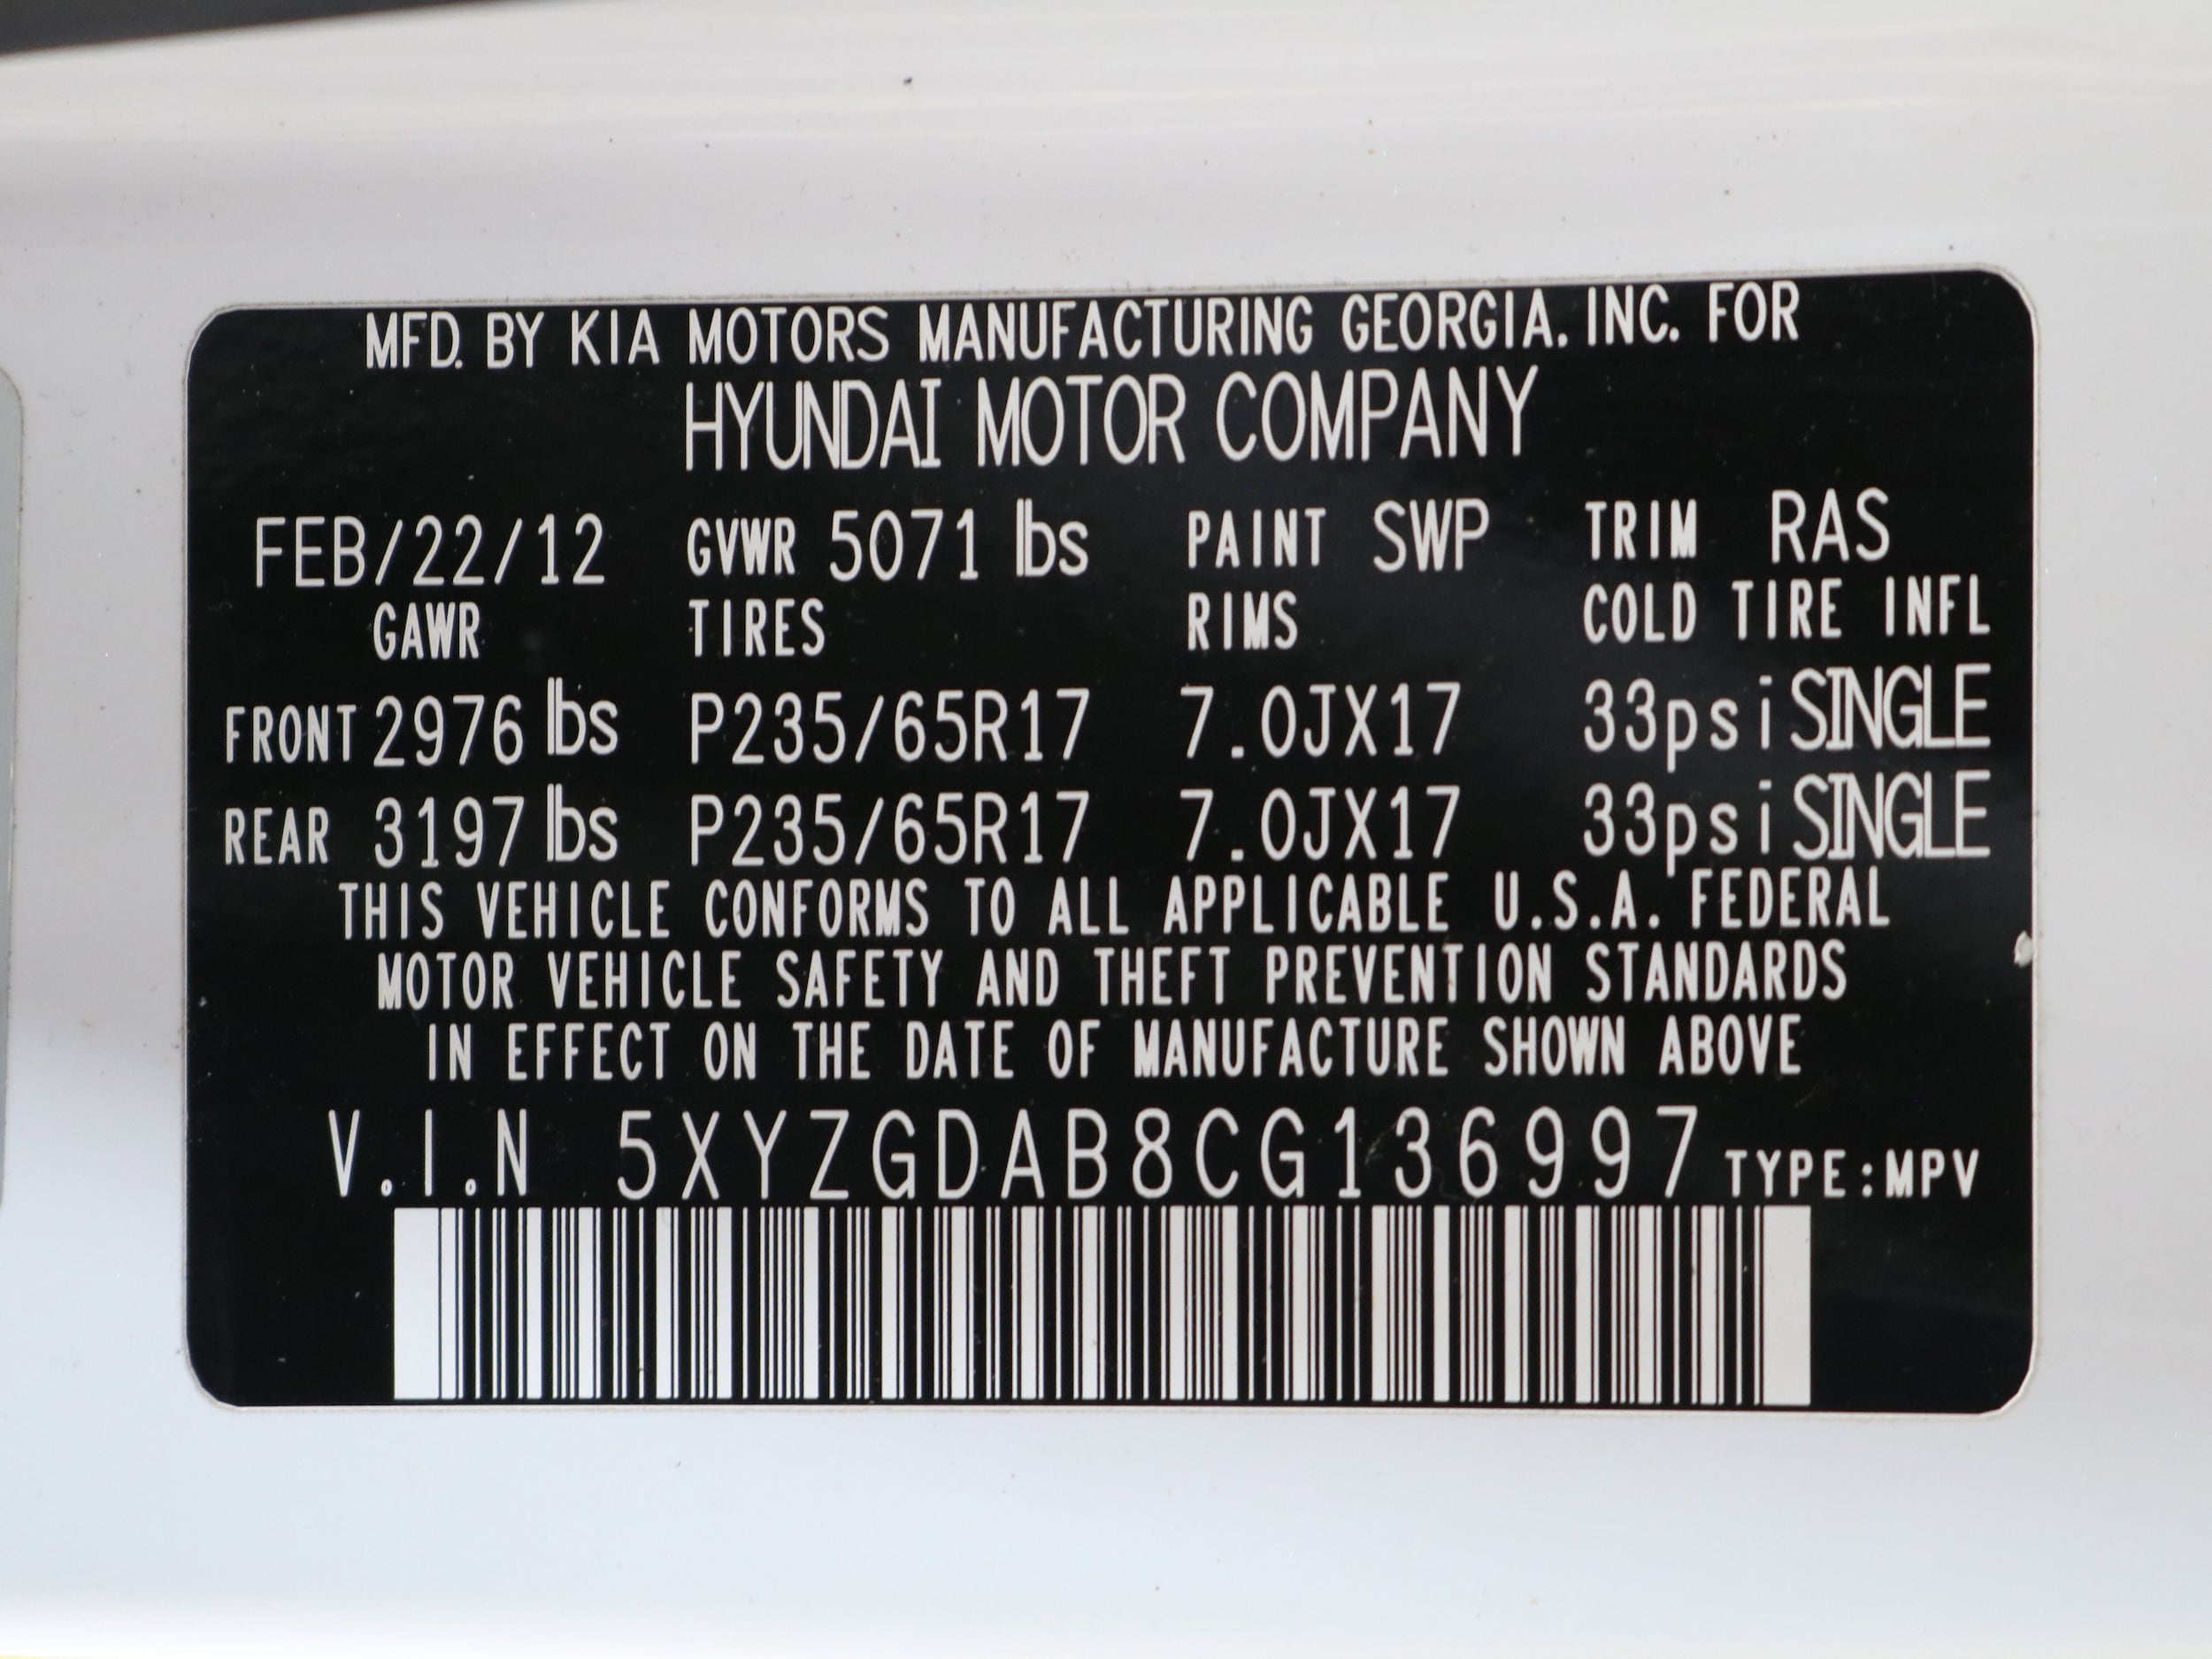 MFD. BY KIA MOTORS MANUFACTURING GEORGIA. INC. FOR
HYUNDAI MOTOR COMPANY
FEB/22/12 GVWR 5071 lbs PAINT SWP TRIM RAS
GAWR TIRES RIMS COLD TIRE INFL
FRONT 2976 lbs P235/65R17 7.0JX17 33psi SINGLE
REAR 3197 lbs P235/65R17 7.0JX17 33psi SINGLE
THIS VEHICLE CONFORMS TO ALL APPLICABLE U.S.A. FEDERAL
MOTOR VEHICLE SAFETY AND THEFT PREVENTION STANDARDS
IN EFFECT ON THE DATE OF MANUFACTURE SHOWN ABOVE
V.I.N 5XYZGDAB8CG136997 TYPE:MPV